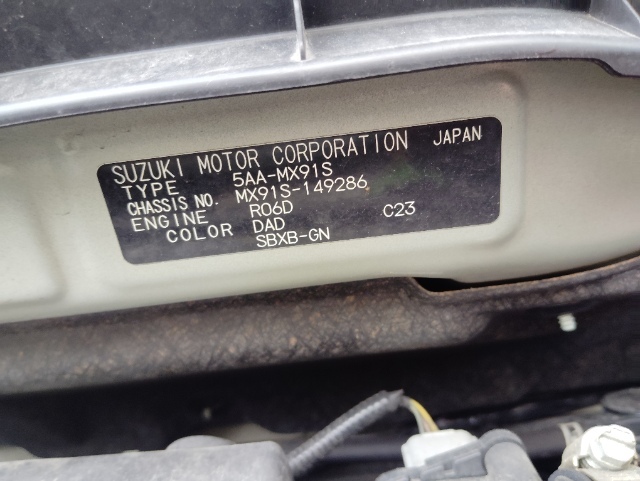 SUZUKI MOTOR CORPORATION JAPAN
TYPE 5AA-MX91S
CHASSIS NO. MX91S-149286
ENGINE R06D C23
COLOR DAD
SBXB-GN